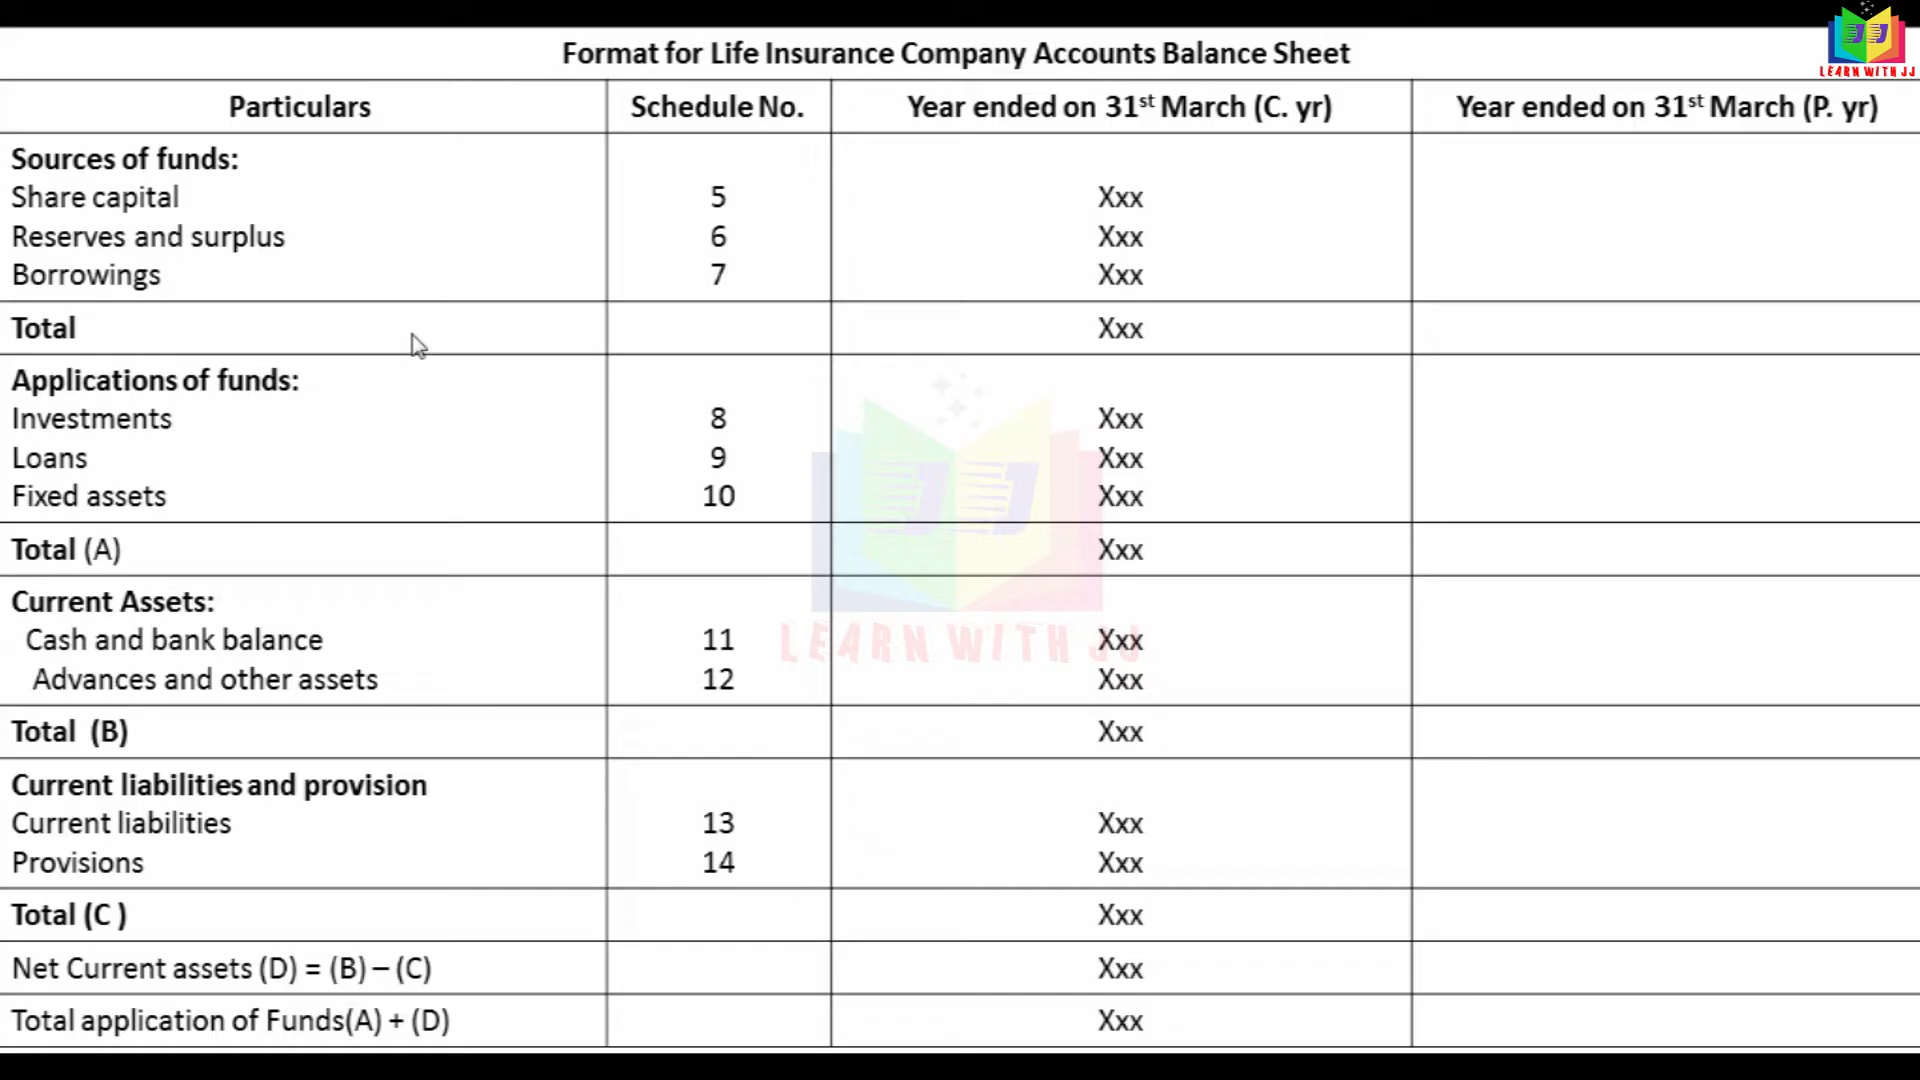 Format for Life Insurance Company Accounts Balance Sheet
LEARN WITH JJ
Particulars Schedule No. Year ended on 31st March (C. yr) Year ended on 31st March (P. yr)
Sources of funds:
Share capital 5 Xxx
Reserves and surplus 6 Xxx
Borrowings 7 Xxx
Total Xxx
Applications of funds:
Investments 8 Xxx
Loans 9 Xxx
Fixed assets 10 Xxx
Total (A) Xxx
Current Assets:
Cash and bank balance 11 Xxx
LEARN WITH JJ
Advances and other assets 12 Xxx
Total (B) Xxx
Current liabilities and provision
Current liabilities 13 Xxx
Provisions 14 Xxx
Total (C ) Xxx
Net Current assets (D) = (B) – (C) Xxx
Total application of Funds(A) + (D) Xxx